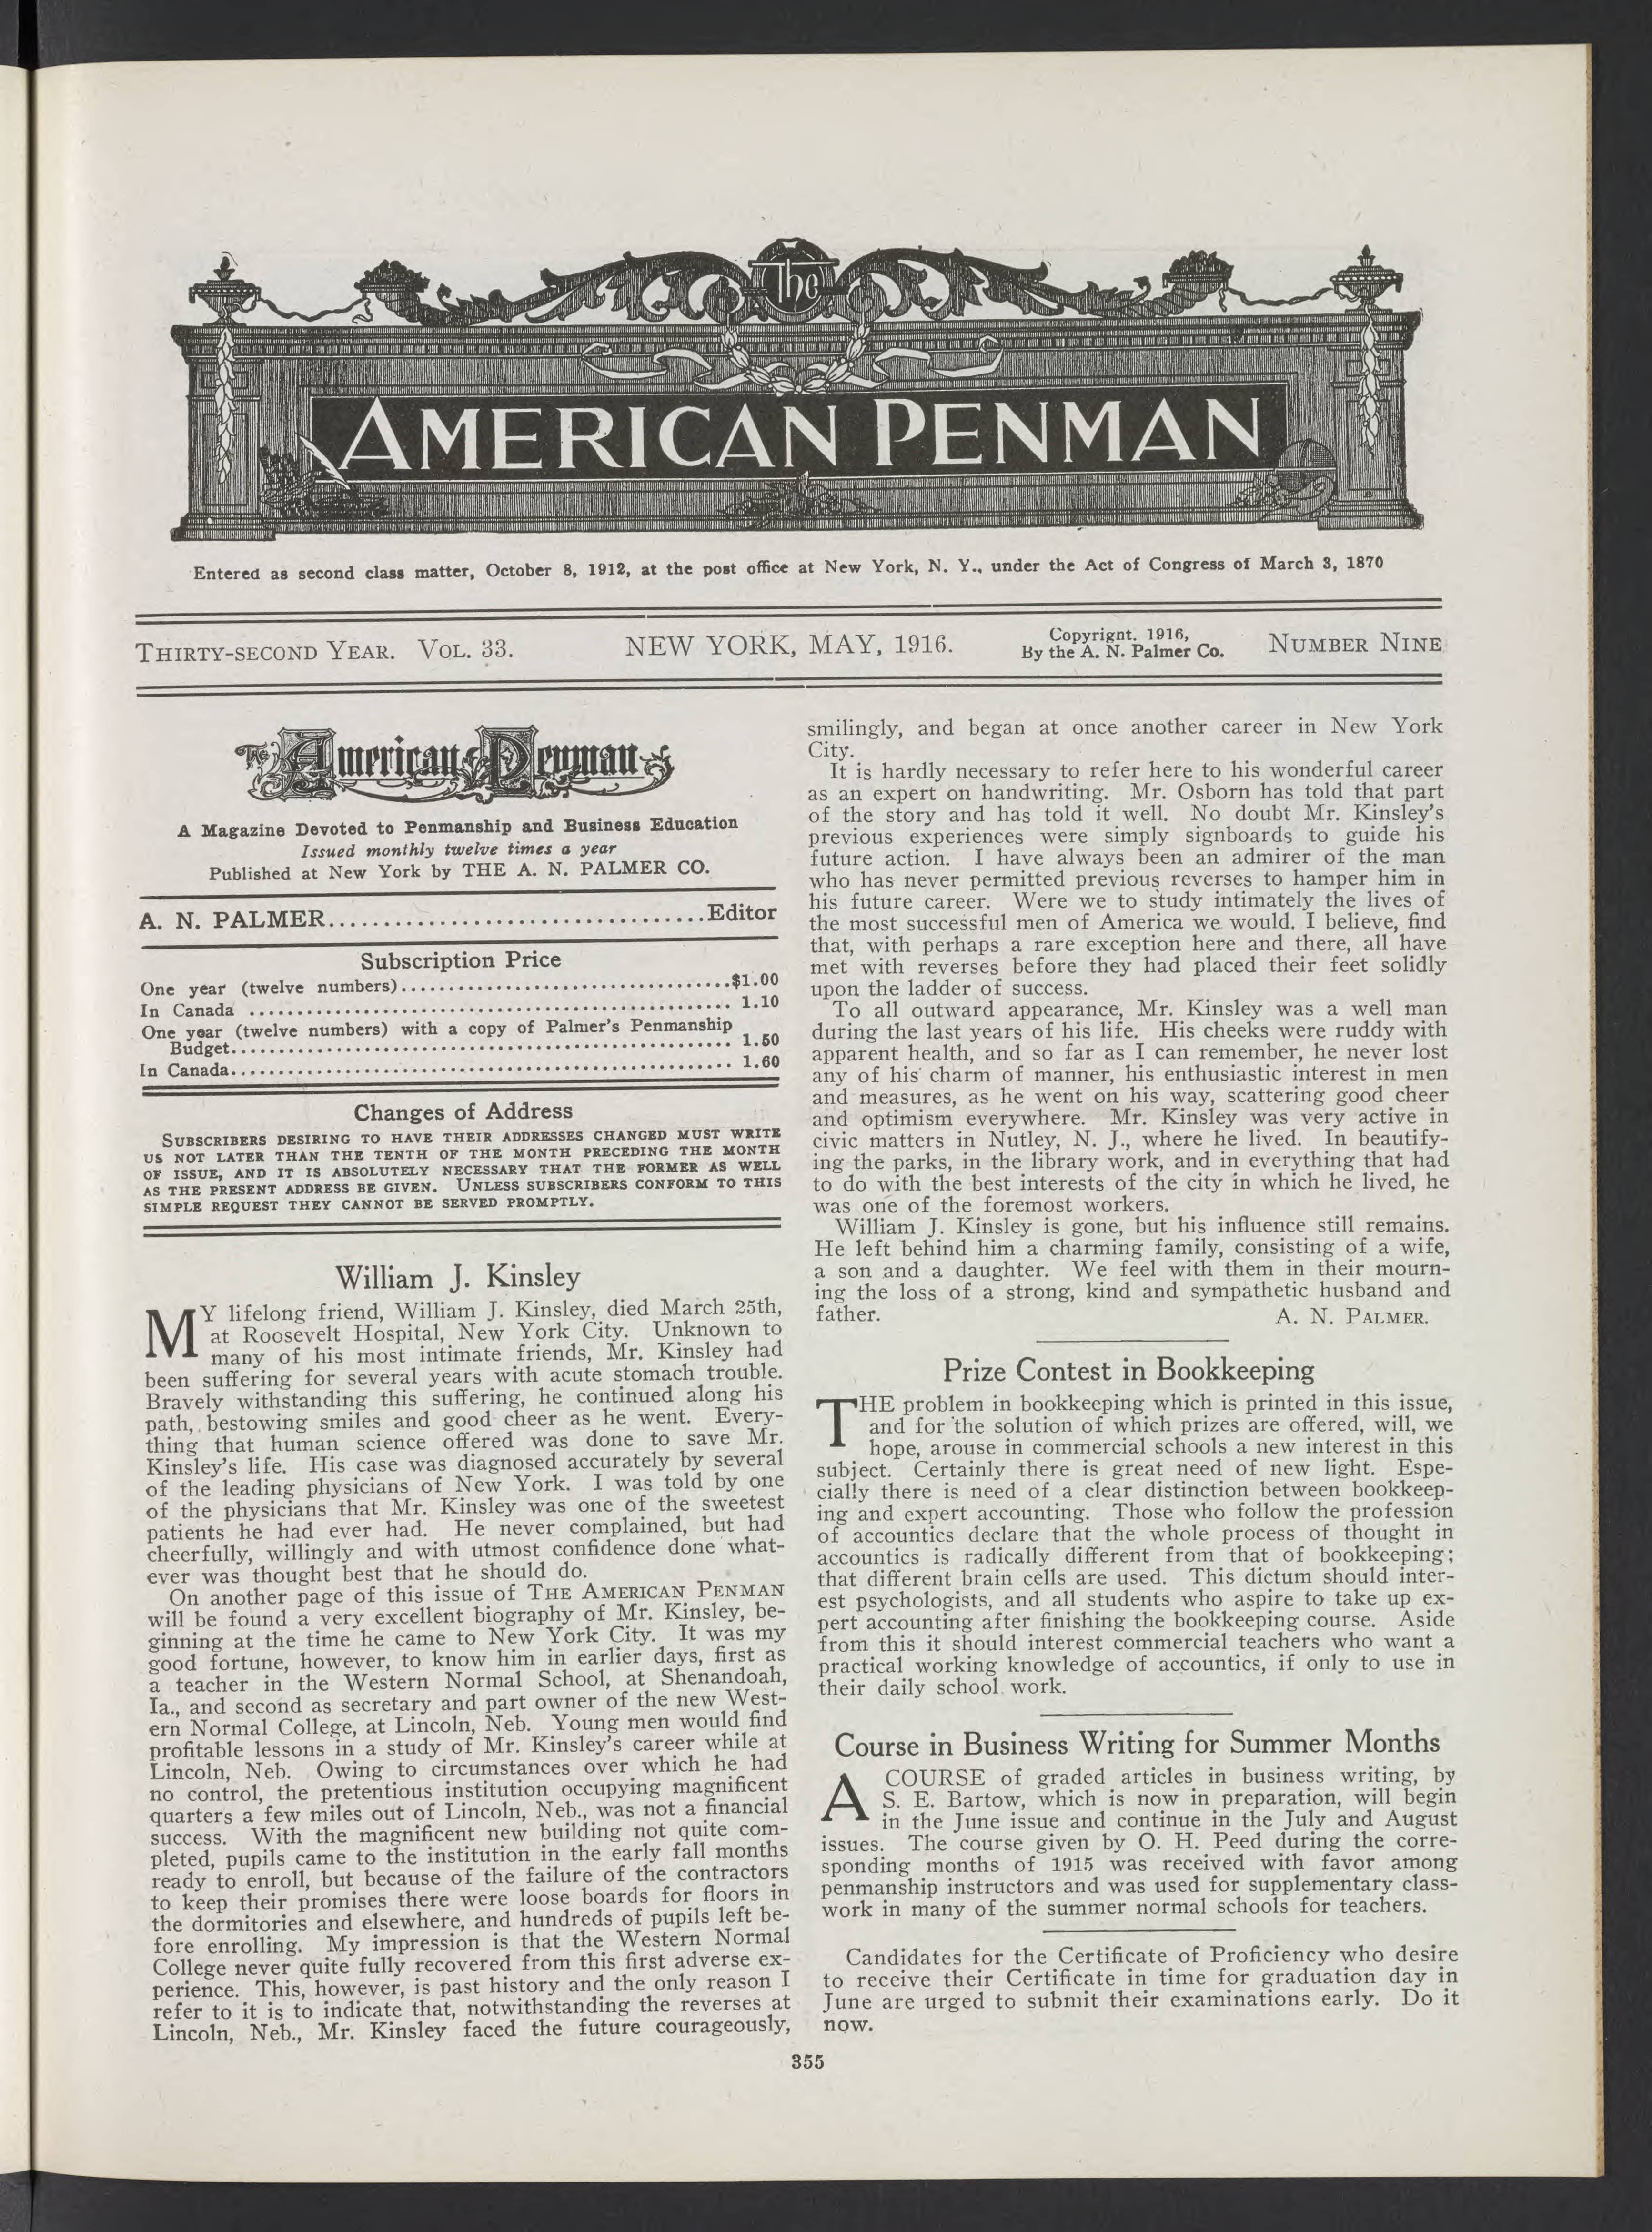 The
AMERICAN PENMAN
Entered as second class matter, October 8, 1912, at the post office at New York, N. Y., under the Act of Congress of March 3, 1870
THIRTY-SECOND YEAR. VOL. 33.
NEW YORK, MAY, 1916.
Copyright. 1916,
By the A. N. Palmer Co.
NUMBER NINE
The American Penman
A Magazine Devoted to Penmanship and Business Education
Issued monthly twelve times a year
Published at New York by THE A. N. PALMER CO.
A. N. PALMER..................................Editor
Subscription Price
One year (twelve numbers)..................................$1.00
In Canada .................................................. 1.10
One year (twelve numbers) with a copy of Palmer's Penmanship
Budget.................................................... 1.50
In Canada.................................................... 1.60
Changes of Address
SUBSCRIBERS DESIRING TO HAVE THEIR ADDRESSES CHANGED MUST WRITE
US NOT LATER THAN THE TENTH OF THE MONTH PRECEDING THE MONTH
OF ISSUE, AND IT IS ABSOLUTELY NECESSARY THAT THE FORMER AS WELL
AS THE PRESENT ADDRESS BE GIVEN. UNLESS SUBSCRIBERS CONFORM TO THIS
SIMPLE REQUEST THEY CANNOT BE SERVED PROMPTLY.
William J. Kinsley
MY lifelong friend, William J. Kinsley, died March 25th,
at Roosevelt Hospital, New York City. Unknown to
many of his most intimate friends, Mr. Kinsley had
been suffering for several years with acute stomach trouble.
Bravely withstanding this suffering, he continued along his
path, bestowing smiles and good cheer as he went. Every-
thing that human science offered was done to save Mr.
Kinsley's life. His case was diagnosed accurately by several
of the leading physicians of New York. I was told by one
of the physicians that Mr. Kinsley was one of the sweetest
patients he had ever had. He never complained, but had
cheerfully, willingly and with utmost confidence done what-
ever was thought best that he should do.
On another page of this issue of THE AMERICAN PENMAN
will be found a very excellent biography of Mr. Kinsley, be-
ginning at the time he came to New York City. It was my
good fortune, however, to know him in earlier days, first as
a teacher in the Western Normal School, at Shenandoah,
Ia., and second as secretary and part owner of the new West-
ern Normal College, at Lincoln, Neb. Young men would find
profitable lessons in a study of Mr. Kinsley's career while at
Lincoln, Neb. Owing to circumstances over which he had
no control, the pretentious institution occupying magnificent
quarters a few miles out of Lincoln, Neb., was not a financial
success. With the magnificent new building not quite com-
pleted, pupils came to the institution in the early fall months
ready to enroll, but because of the failure of the contractors
to keep their promises there were loose boards for floors in
the dormitories and elsewhere, and hundreds of pupils left be-
fore enrolling. My impression is that the Western Normal
College never quite fully recovered from this first adverse ex-
perience. This, however, is past history and the only reason I
refer to it is to indicate that, notwithstanding the reverses at
Lincoln, Neb., Mr. Kinsley faced the future courageously,
smilingly, and began at once another career in New York
City.
It is hardly necessary to refer here to his wonderful career
as an expert on handwriting. Mr. Osborn has told that part
of the story and has told it well. No doubt Mr. Kinsley's
previous experiences were simply signboards to guide his
future action. I have always been an admirer of the man
who has never permitted previous reverses to hamper him in
his future career. Were we to study intimately the lives of
the most successful men of America we would, I believe, find
that, with perhaps a rare exception here and there, all have
met with reverses before they had placed their feet solidly
upon the ladder of success.
To all outward appearance, Mr. Kinsley was a well man
during the last years of his life. His cheeks were ruddy with
apparent health, and so far as I can remember, he never lost
any of his charm of manner, his enthusiastic interest in men
and measures, as he went on his way, scattering good cheer
and optimism everywhere. Mr. Kinsley was very active in
civic matters in Nutley, N. J., where he lived. In beautify-
ing the parks, in the library work, and in everything that had
to do with the best interests of the city in which he lived, he
was one of the foremost workers.
William J. Kinsley is gone, but his influence still remains.
He left behind him a charming family, consisting of a wife,
a son and a daughter. We feel with them in their mourn-
ing the loss of a strong, kind and sympathetic husband and
father. A. N. PALMER.
Prize Contest in Bookkeeping
THE problem in bookkeeping which is printed in this issue,
and for the solution of which prizes are offered, will, we
hope, arouse in commercial schools a new interest in this
subject. Certainly there is great need of new light. Espe-
cially there is need of a clear distinction between bookkeep-
ing and expert accounting. Those who follow the profession
of accountics declare that the whole process of thought in
accountics is radically different from that of bookkeeping;
that different brain cells are used. This dictum should inter-
est psychologists, and all students who aspire to take up ex-
pert accounting after finishing the bookkeeping course. Aside
from this it should interest commercial teachers who want a
practical working knowledge of accountics, if only to use in
their daily school work.
Course in Business Writing for Summer Months
A COURSE of graded articles in business writing, by
S. E. Bartow, which is now in preparation, will begin
in the June issue and continue in the July and August
issues. The course given by O. H. Peed during the corre-
sponding months of 1915 was received with favor among
penmanship instructors and was used for supplementary class-
work in many of the summer normal schools for teachers.
Candidates for the Certificate of Proficiency who desire
to receive their Certificate in time for graduation day in
June are urged to submit their examinations early. Do it
now.
355